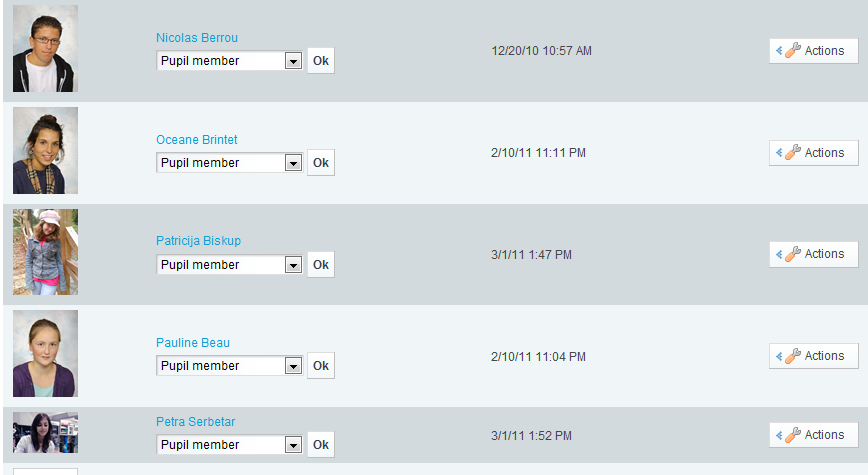 Nicolas Berrou
Pupil member Ok 12/20/10 10:57 AM Actions
Oceane Brintet
Pupil member Ok 2/10/11 11:11 PM Actions
Patricija Biskup
Pupil member Ok 3/1/11 1:47 PM Actions
Pauline Beau
Pupil member Ok 2/10/11 11:04 PM Actions
Petra Serbetar
Pupil member Ok 3/1/11 1:52 PM Actions